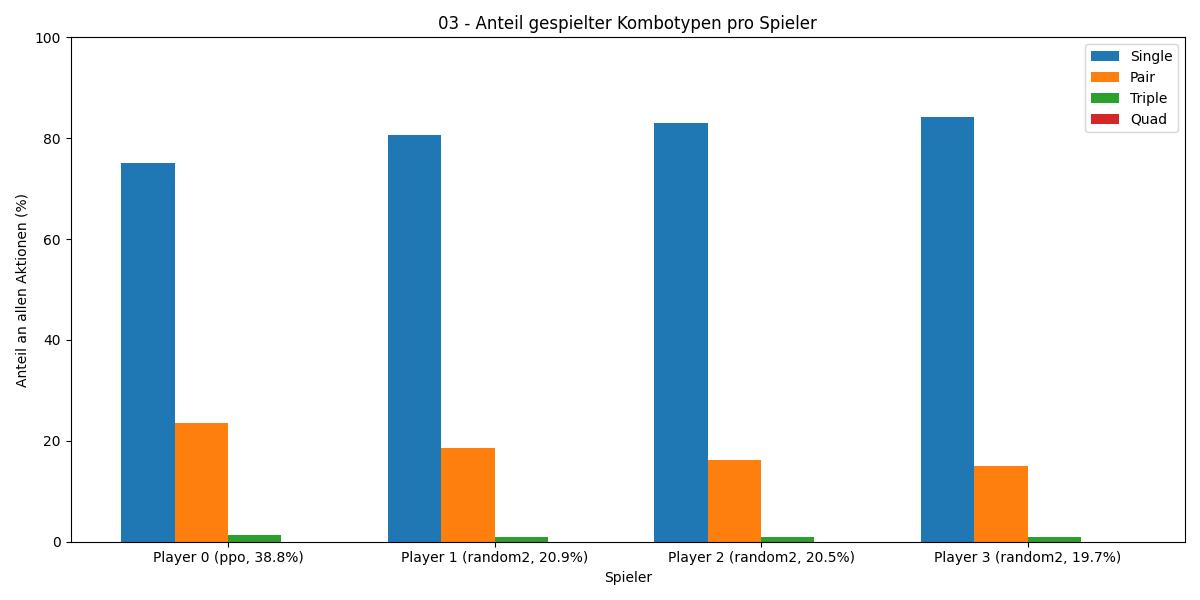 03 - Anteil gespielter Kombotypen pro Spieler
Single
Pair
Triple
Quad
Anteil an allen Aktionen (%)
100
80
60
40
20
0
Player 0 (ppo, 38.8%)
Player 1 (random2, 20.9%)
Player 2 (random2, 20.5%)
Player 3 (random2, 19.7%)
Spieler